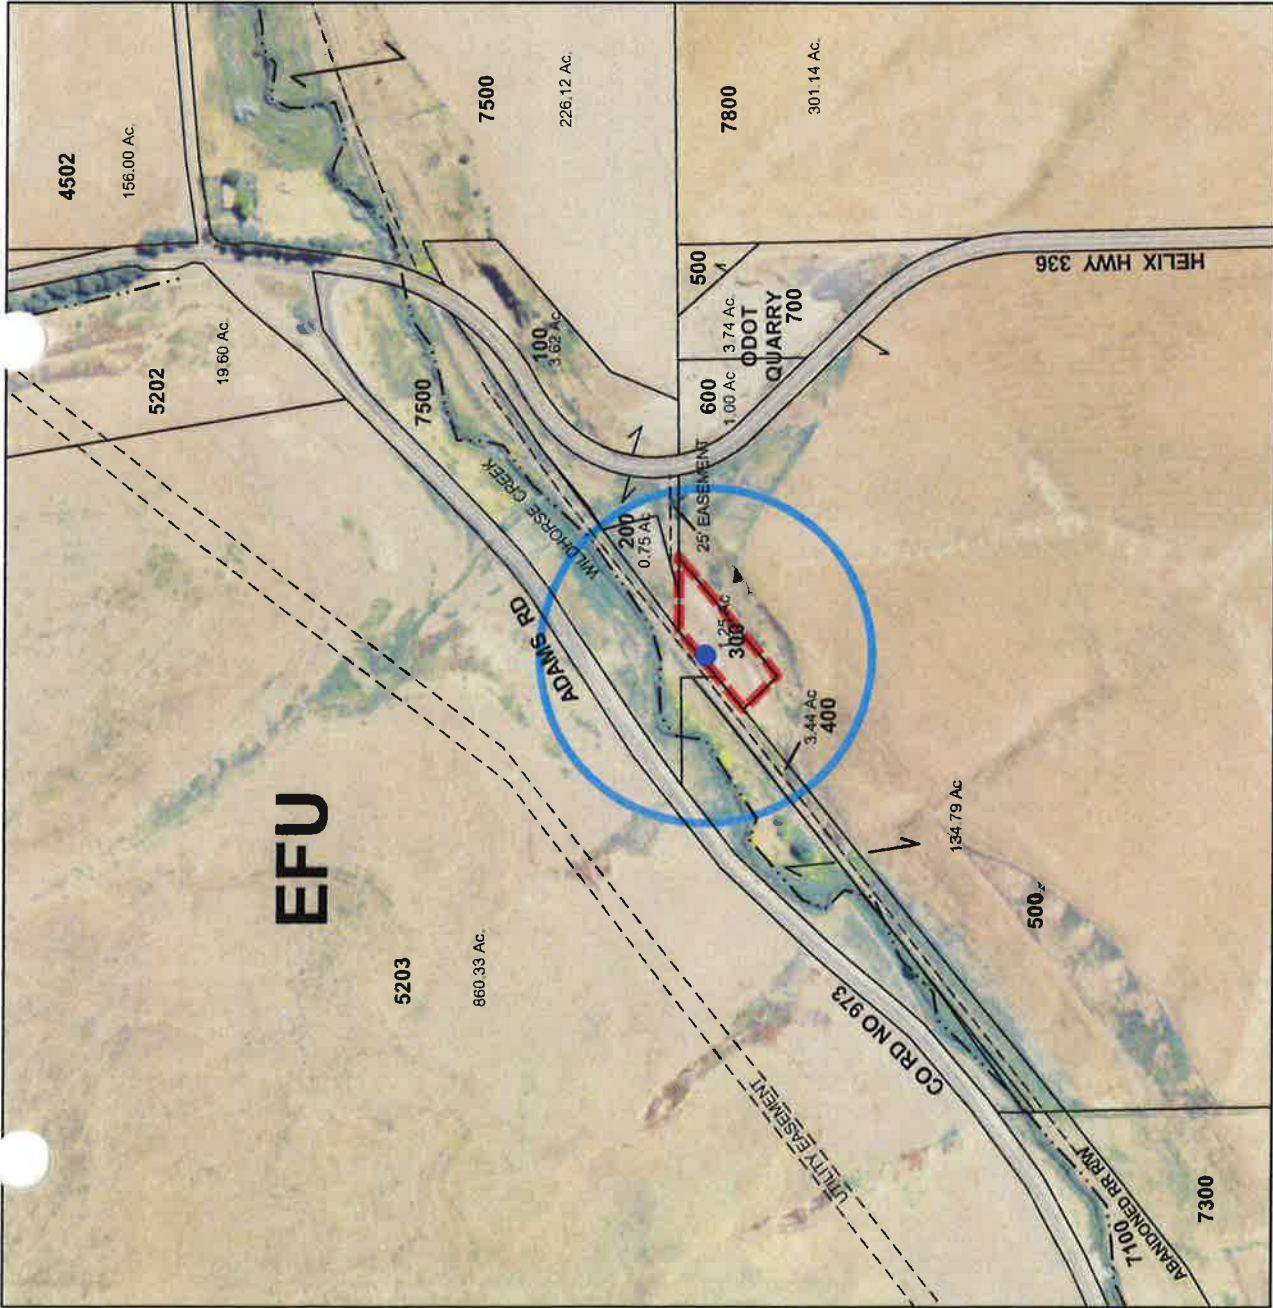 4502
156.00 Ac.
7500
226.12 Ac.
7800
301.14 Ac.
5202
19.60 Ac.
7500
100
3.62 Ac.
500
3.74 Ac.
ODOT
QUARRY
700
600
1.00 Ac
HELIX HWY 336
WILDHORSE CREEK
200
0.75 Ac
25' EASEMENT
ADAMS RD
1.25 Ac
300
3.44 Ac
400
EFU
5203
860.33 Ac.
134.79 Ac
500
CO RD NO 973
UTILITY EASEMENT
7100
ABANDONED RR R/W
7300